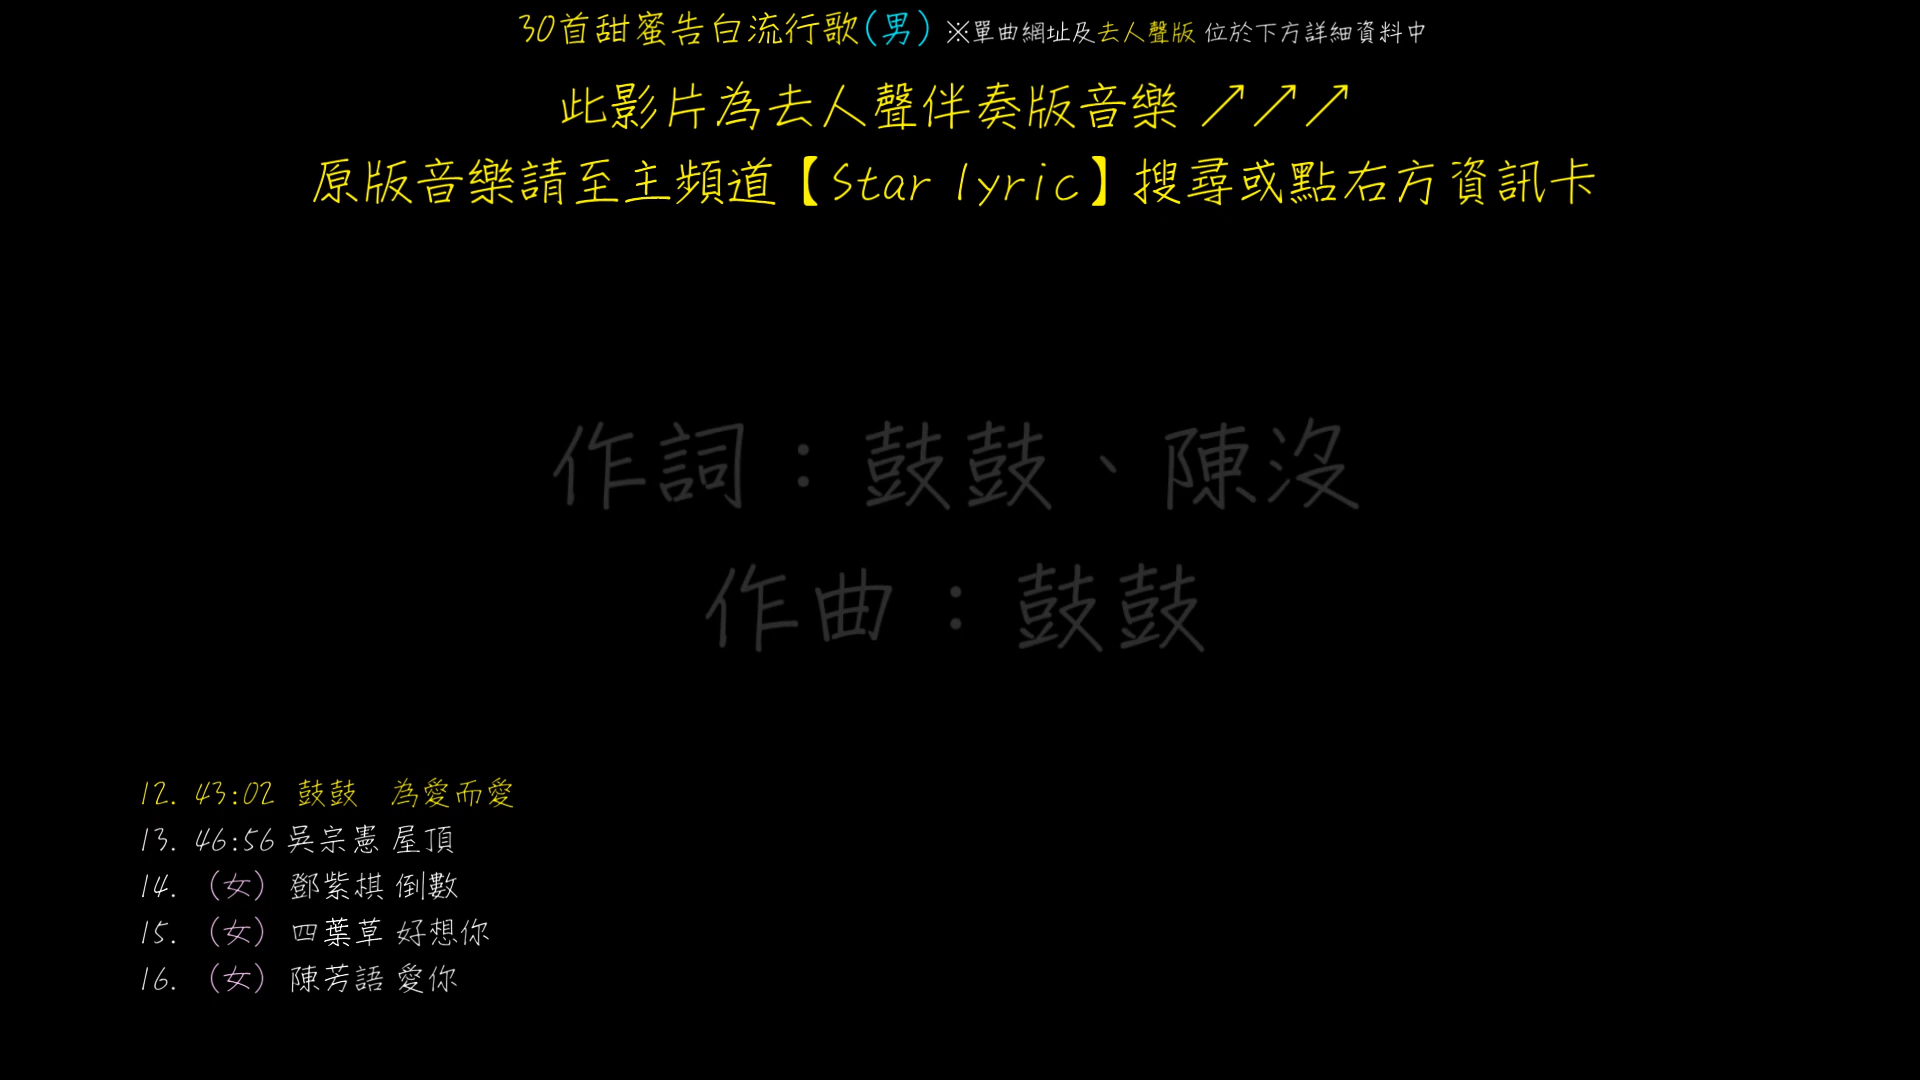 30首甜蜜告白流行歌(男) ※單曲網址及去人聲版 位於下方詳細資料中
此影片為去人聲伴奏版音樂 ↗↗↗
原版音樂請至主頻道【Star lyric】搜尋或點右方資訊卡
作詞：鼓鼓、陳沒
作曲：鼓鼓
12. 43:02 鼓鼓 為愛而愛
13. 46:56 吳宗憲 屋頂
14. (女) 鄧紫棋 倒數
15. (女) 四葉草 好想你
16. (女) 陳芳語 愛你